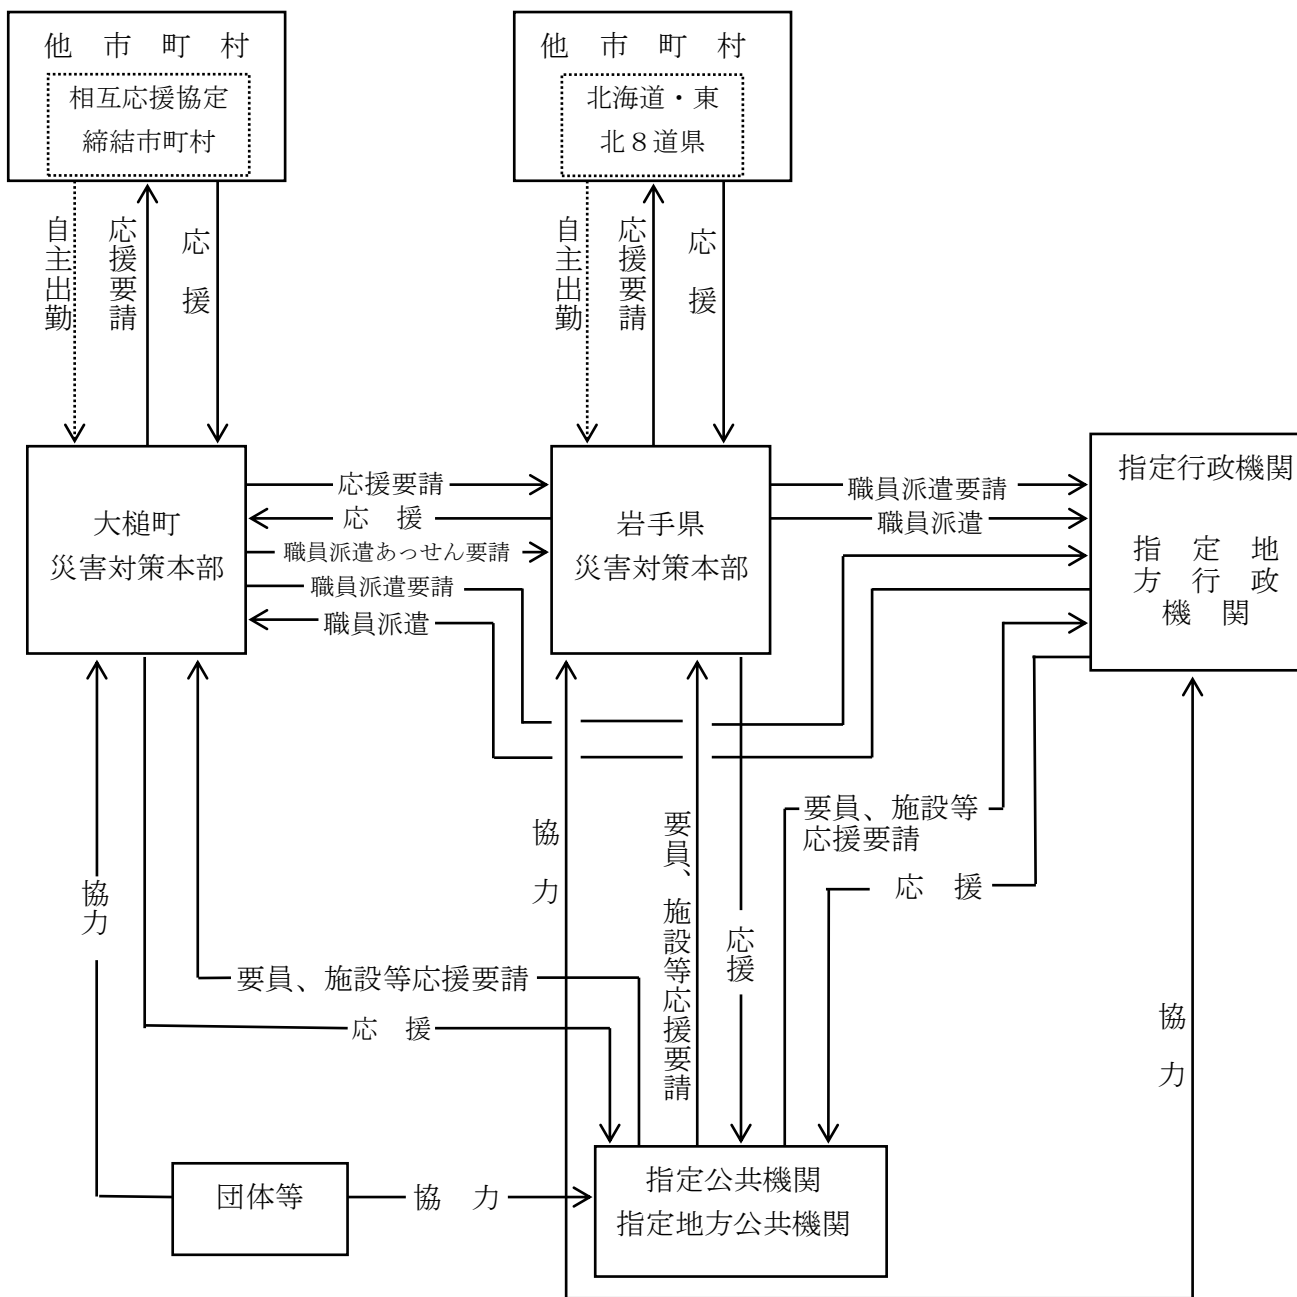 他　市　町　村
相互応援協定
締結市町村
他　市　町　村
北海道・東
北８道県
自主出勤
応援要請
応　援
自主出勤
応援要請
応　援
大槌町
災害対策本部
応援要請
応　援
職員派遣あっせん要請
職員派遣要請
職員派遣
岩手県
災害対策本部
職員派遣要請
職員派遣
指定行政機関
指　定　地
方　行　政
機　関
協力
協　力
要員、施設等応援要請
応援
要員、施設等
応援要請
応　援
要員、施設等応援要請
応　援
協　力
団体等
協　力
指定公共機関
指定地方公共機関